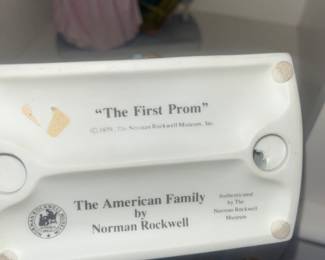 "The First Prom"
© 1979, The Norman Rockwell Museum, Inc.
The American Family
by
Norman Rockwell
Authenticated
by The
Norman Rockwell
Museum